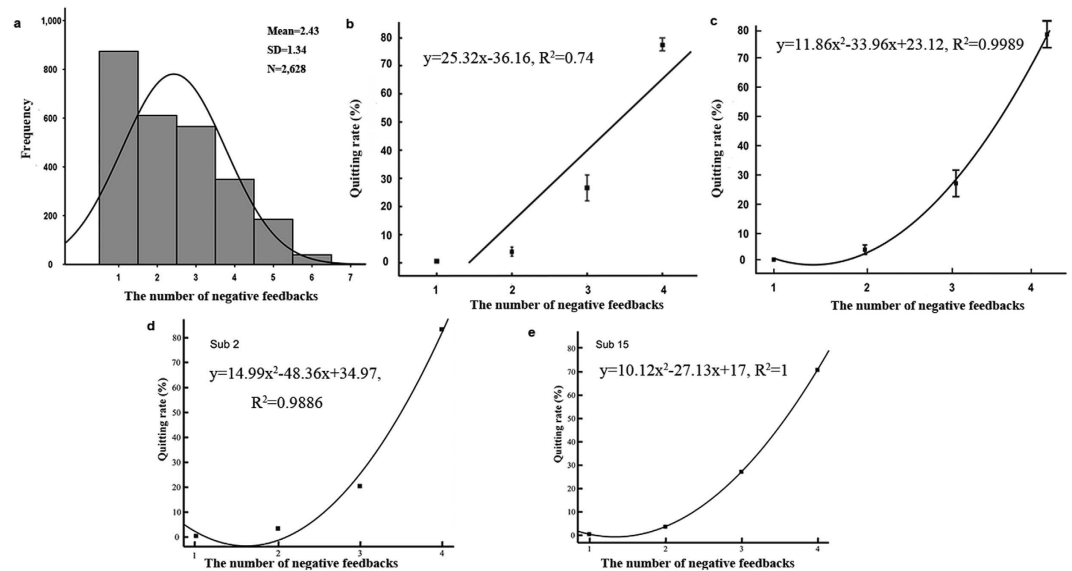 a
1,000
800
600
400
200
0
Frequency
Mean=2.43
SD=1.34
N=2,628
1 2 3 4 5 6 7
The number of negative feedbacks
b
80
70
60
50
40
30
20
10
0
Quitting rate (%)
y=25.32x-36.16, R²=0.74
1 2 3 4
The number of negative feedbacks
c
80
70
60
50
40
30
20
10
0
Quitting rate (%)
y=11.86x²-33.96x+23.12, R²=0.9989
1 2 3 4
The number of negative feedbacks
d
Sub 2
80
70
60
50
40
30
20
10
0
Quitting rate (%)
y=14.99x²-48.36x+34.97,
R²=0.9886
1 2 3 4
The number of negative feedbacks
e
Sub 15
80
70
60
50
40
30
20
10
0
Quitting rate (%)
y=10.12x²-27.13x+17, R²=1
1 2 3 4
The number of negative feedbacks